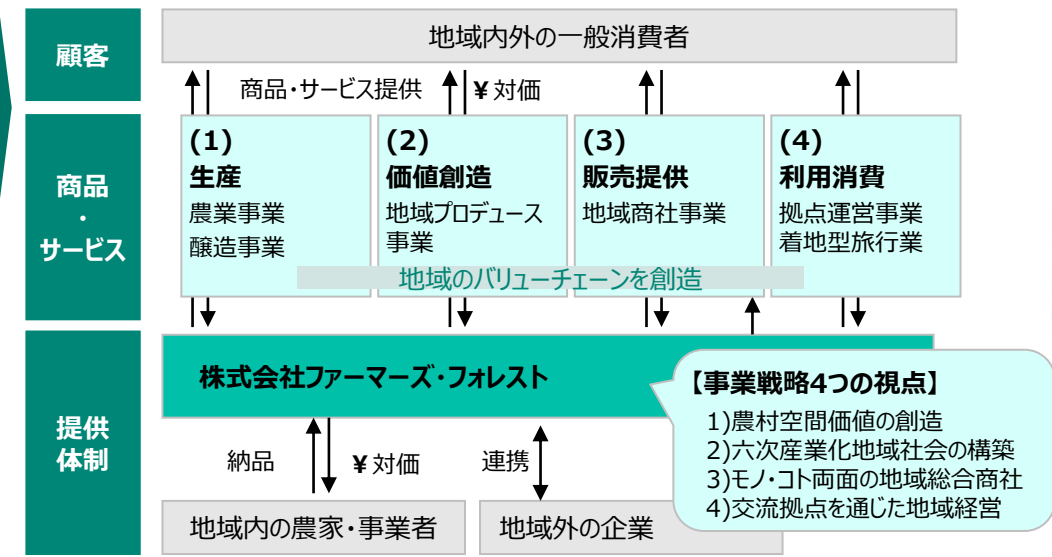 顧客
地域内外の一般消費者
商品・サービス提供
¥ 対価
商品
・
サービス
(1)
生産
農業事業
醸造事業
(2)
価値創造
地域プロデュース
事業
(3)
販売提供
地域商社事業
(4)
利用消費
拠点運営事業
着地型旅行業
地域のバリューチェーンを創造
提供
体制
株式会社ファーマーズ・フォレスト
【事業戦略4つの視点】
1)農村空間価値の創造
2)六次産業化地域社会の構築
3)モノ・コト両面の地域総合商社
4)交流拠点を通じた地域経営
納品
¥ 対価
連携
地域内の農家・事業者
地域外の企業